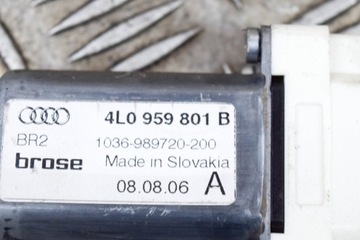 4L0 959 801 B
BR2 1036-989720-200
brose Made in Slovakia
08.08.06 A